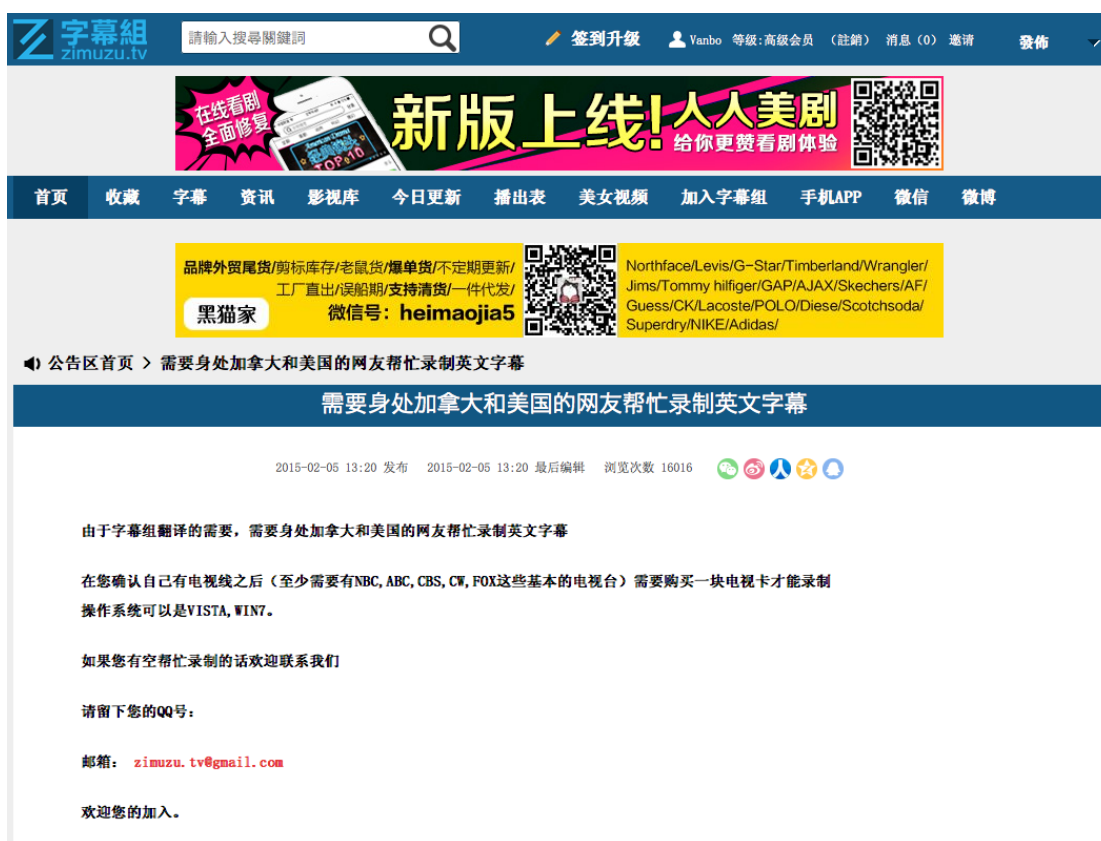 字幕組
zimuzu.tv
請輸入搜尋關鍵詞
签到升级
Vanbo 等级:高级会员 (註銷) 消息 (0) 邀请
發佈
在线看剧
全面修复
TOP10
新版上线!
人人美剧
给你更赞看剧体验
首页 收藏 字幕 资讯 影视库 今日更新 播出表 美女视频 加入字幕组 手机APP 微信 微博
品牌外贸尾货/剪标库存/老鼠货/爆单货/不定期更新/
工厂直出/误船期/支持清货/一件代发/
黑猫家
微信号：heimaojia5
Northface/Levis/G-Star/Timberland/Wrangler/
Jims/Tommy hilfiger/GAP/AJAX/Skechers/AF/
Guess/CK/Lacoste/POLO/Diese/Scotchsoda/
Superdry/NIKE/Adidas/
公告区首页 > 需要身处加拿大和美国的网友帮忙录制英文字幕
需要身处加拿大和美国的网友帮忙录制英文字幕
2015-02-05 13:20 发布 2015-02-05 13:20 最后编辑 浏览次数 16016
由于字幕组翻译的需要，需要身处加拿大和美国的网友帮忙录制英文字幕
在您确认自己有电视线之后（至少需要有NBC,ABC,CBS,CW,FOX这些基本的电视台）需要购买一块电视卡才能录制
操作系统可以是VISTA,WIN7。
如果您有空帮忙录制的话欢迎联系我们
请留下您的QQ号：
邮箱： zimuzu.tv@gmail.com
欢迎您的加入。